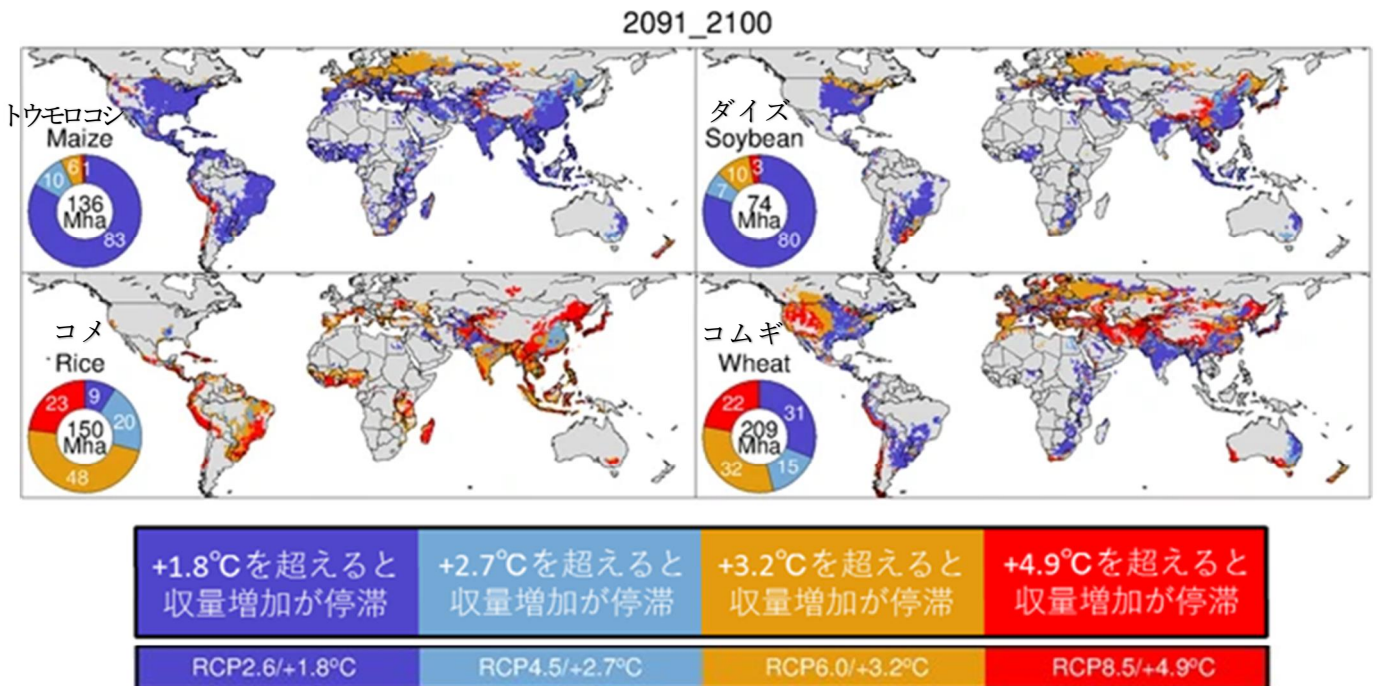 2091_2100
トウモロコシ
Maize
10
6
1
136
Mha
83
ダイズ
Soybean
7
10
3
74
Mha
80
コメ
Rice
23
9
20
150
Mha
48
コムギ
Wheat
22
31
209
Mha
32
15
+1.8℃を超えると
収量増加が停滞
+2.7℃を超えると
収量増加が停滞
+3.2℃を超えると
収量増加が停滞
+4.9℃を超えると
収量増加が停滞
RCP2.6/+1.8ºC
RCP4.5/+2.7ºC
RCP6.0/+3.2ºC
RCP8.5/+4.9ºC